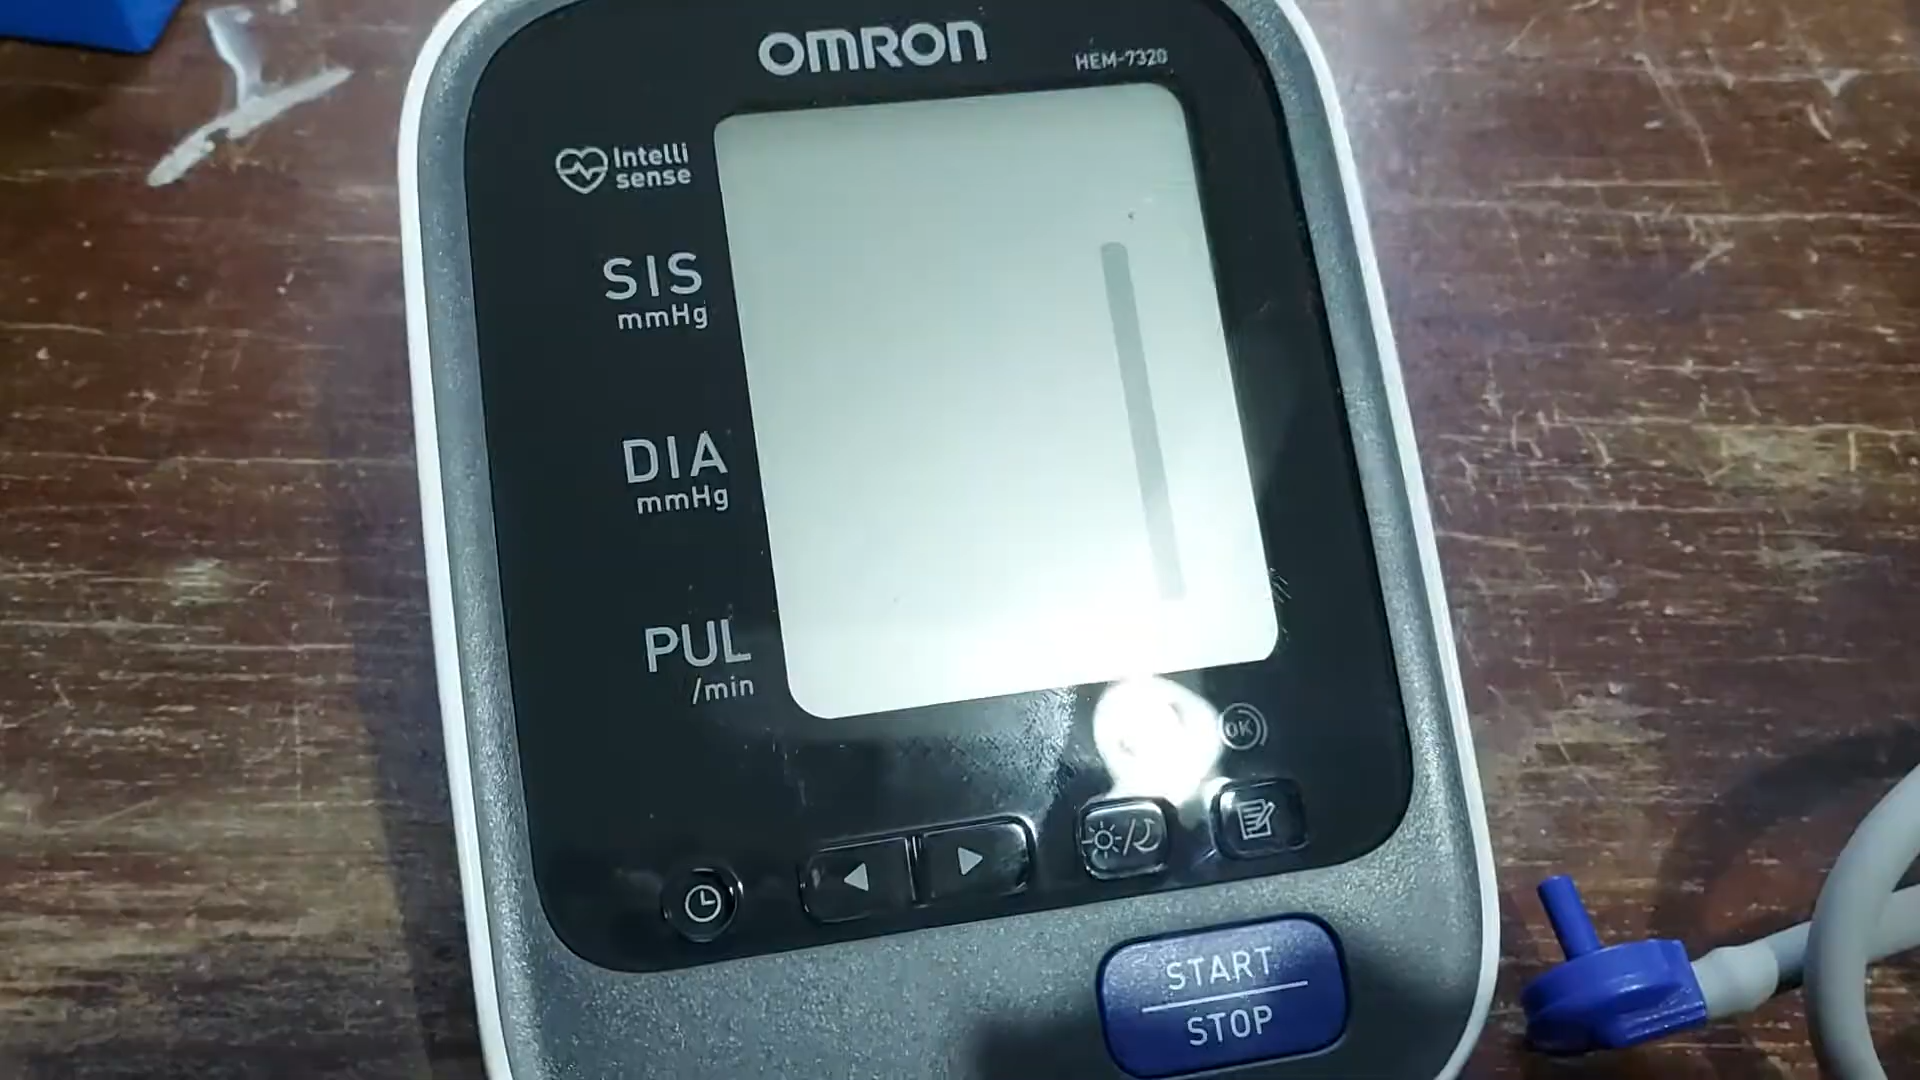 OMRON
HEM-7320
Intelli
sense
SIS
mmHg
DIA
mmHg
PUL
/min
OK
START
STOP